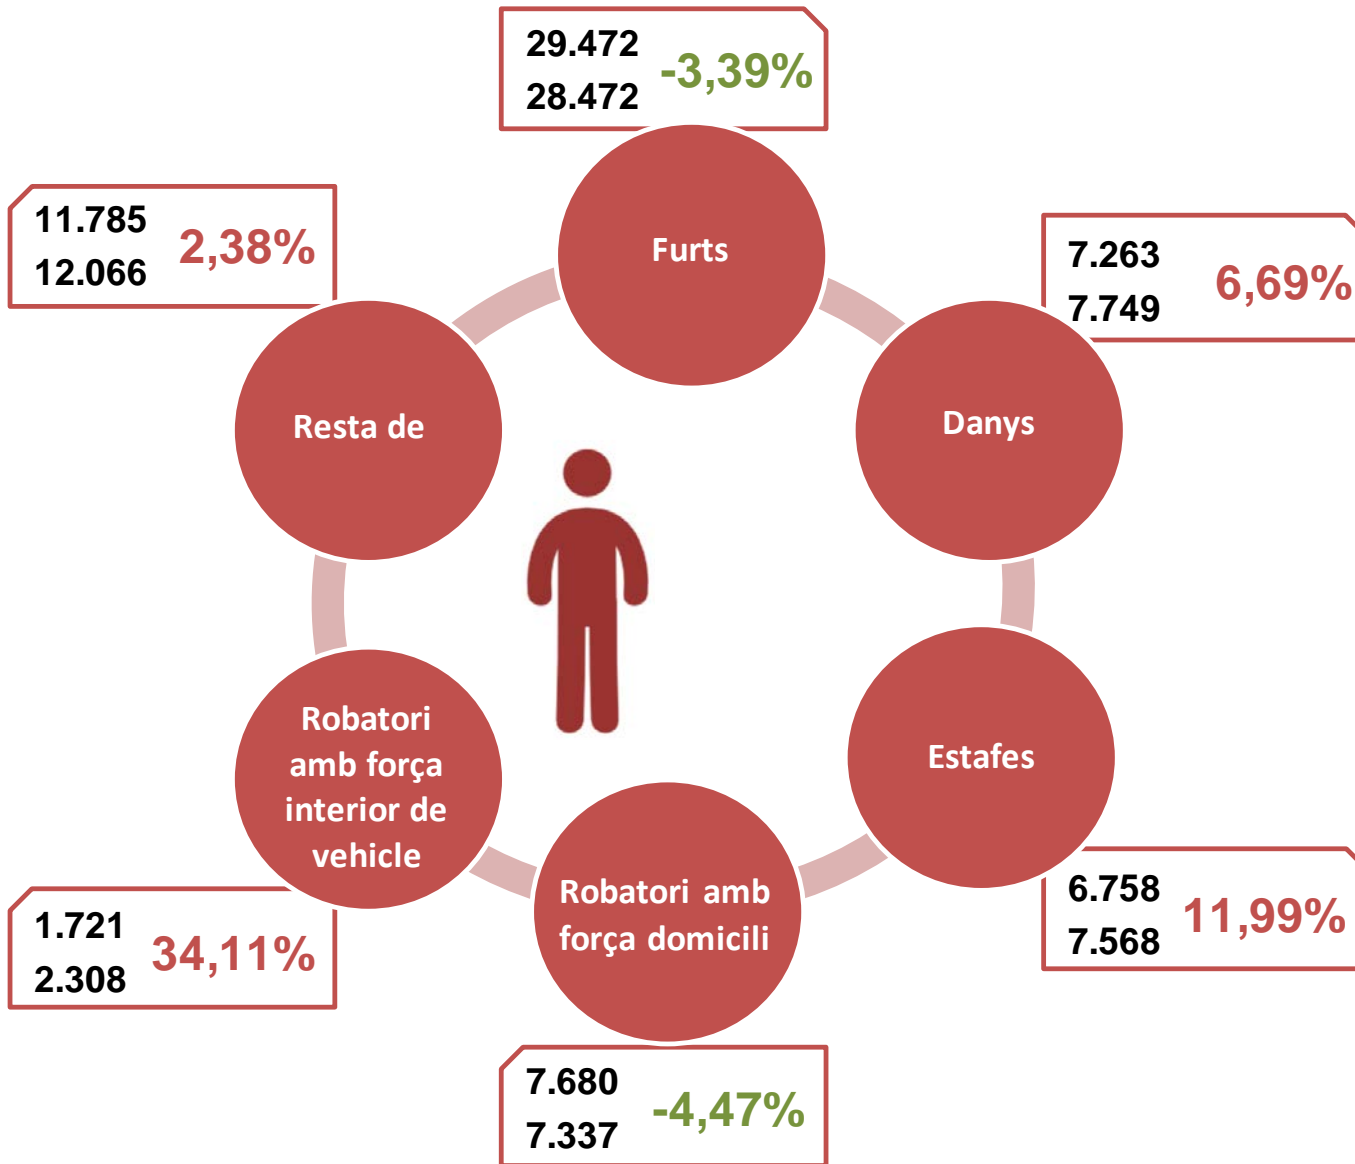 29.472
28.472
-3,39%
Furts
11.785
12.066
2,38%
Resta de
7.263
7.749
6,69%
Danys
Estafes
6.758
7.568
11,99%
Robatori amb
força domicili
7.680
7.337
-4,47%
Robatori
amb força
interior de
vehicle
1.721
2.308
34,11%